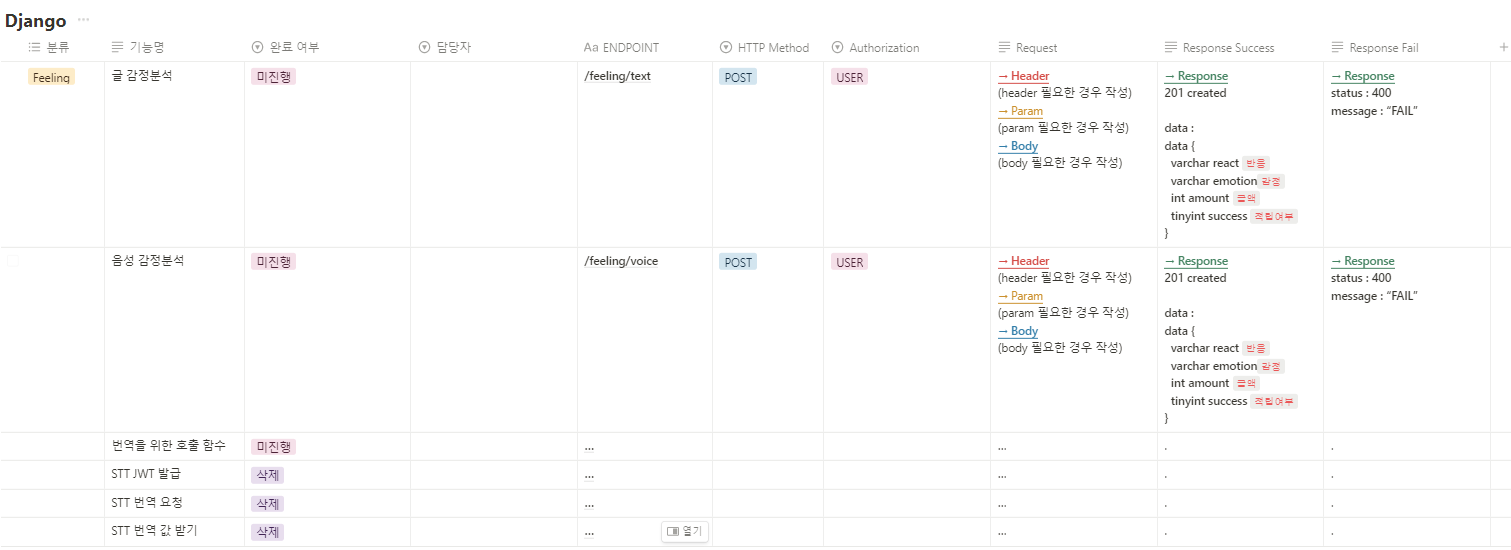 Django ...
분류 기능명 완료 여부 담당자 Aa ENDPOINT HTTP Method Authorization Request Response Success Response Fail +
Feeling 글 감정분석 미진행 /feeling/text POST USER
→ Header
(header 필요한 경우 작성)
→ Param
(param 필요한 경우 작성)
→ Body
(body 필요한 경우 작성)
→ Response
201 created
data :
data {
varchar react 반응
varchar emotion 감정
int amount 금액
tinyint success 적립여부
}
→ Response
status : 400
message : “FAIL”
음성 감정분석 미진행 /feeling/voice POST USER
→ Header
(header 필요한 경우 작성)
→ Param
(param 필요한 경우 작성)
→ Body
(body 필요한 경우 작성)
→ Response
201 created
data :
data {
varchar react 반응
varchar emotion 감정
int amount 금액
tinyint success 적립여부
}
→ Response
status : 400
message : “FAIL”
번역을 위한 호출 함수 미진행 ... ... . .
STT JWT 발급 삭제 ... ... . .
STT 번역 요청 삭제 ... ... . .
STT 번역 값 받기 삭제 ... 열기 ... . .